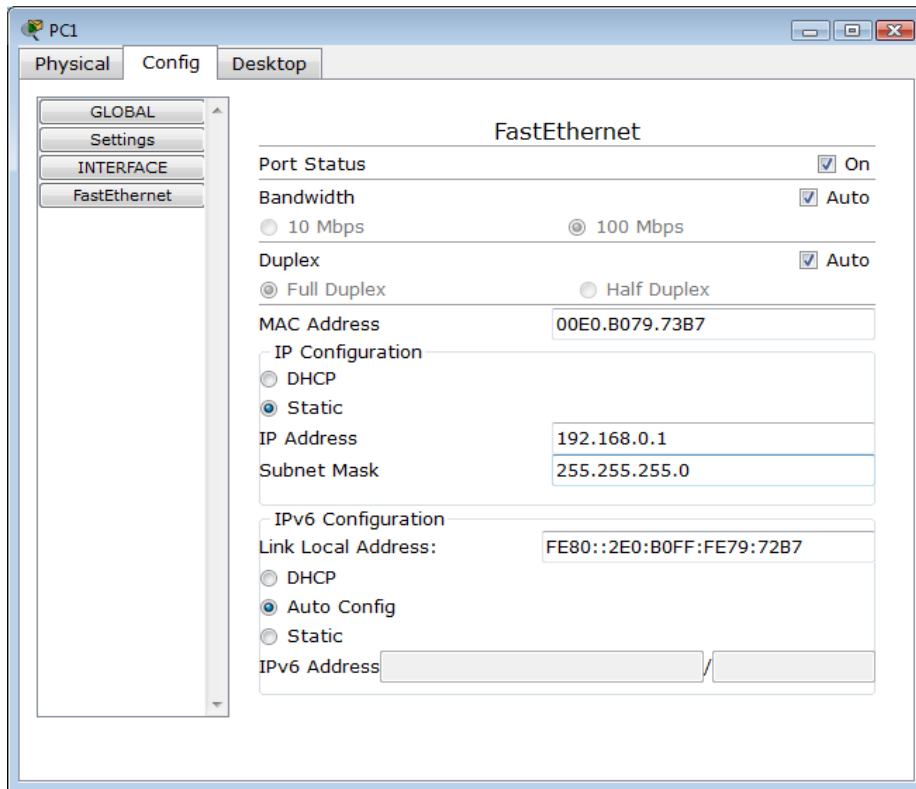 PC1
Physical Config Desktop
GLOBAL
Settings
INTERFACE
FastEthernet
FastEthernet
Port Status On
Bandwidth Auto
10 Mbps 100 Mbps
Duplex Auto
Full Duplex Half Duplex
MAC Address 00E0.B079.73B7
IP Configuration
DHCP
Static
IP Address 192.168.0.1
Subnet Mask 255.255.255.0
IPv6 Configuration
Link Local Address: FE80::2E0:B0FF:FE79:72B7
DHCP
Auto Config
Static
IPv6 Address /